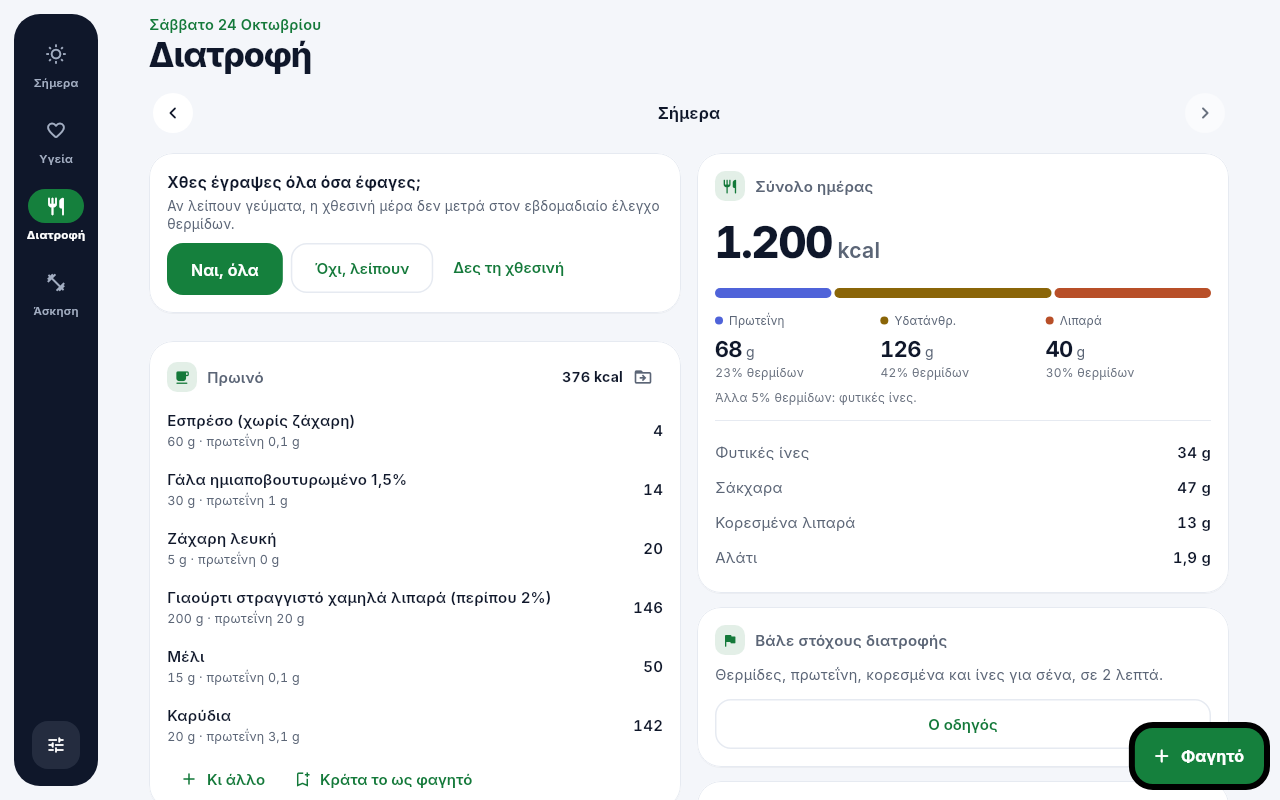 Σήμερα
Υγεία
Διατροφή
Άσκηση
Σάββατο 24 Οκτωβρίου
Διατροφή
Σήμερα
Χθες έγραψες όλα όσα έφαγες;
Αν λείπουν γεύματα, η χθεσινή μέρα δεν μετρά στον εβδομαδιαίο έλεγχο
θερμίδων.
Ναι, όλα
Όχι, λείπουν
Δες τη χθεσινή
Πρωινό
376 kcal
Εσπρέσο (χωρίς ζάχαρη)
60 g · πρωτεΐνη 0,1 g
4
Γάλα ημιαποβουτυρωμένο 1,5%
30 g · πρωτεΐνη 1 g
14
Ζάχαρη λευκή
5 g · πρωτεΐνη 0 g
20
Γιαούρτι στραγγιστό χαμηλά λιπαρά (περίπου 2%)
200 g · πρωτεΐνη 20 g
146
Μέλι
15 g · πρωτεΐνη 0,1 g
50
Καρύδια
20 g · πρωτεΐνη 3,1 g
142
Κι άλλο
Κράτα το ως φαγητό
Σύνολο ημέρας
1.200 kcal
Πρωτεΐνη
68 g
23% θερμίδων
Υδατάνθρ.
126 g
42% θερμίδων
Λιπαρά
40 g
30% θερμίδων
Άλλα 5% θερμίδων: φυτικές ίνες.
Φυτικές ίνες
34 g
Σάκχαρα
47 g
Κορεσμένα λιπαρά
13 g
Αλάτι
1,9 g
Βάλε στόχους διατροφής
Θερμίδες, πρωτεΐνη, κορεσμένα και ίνες για σένα, σε 2 λεπτά.
Ο οδηγός
Φαγητό